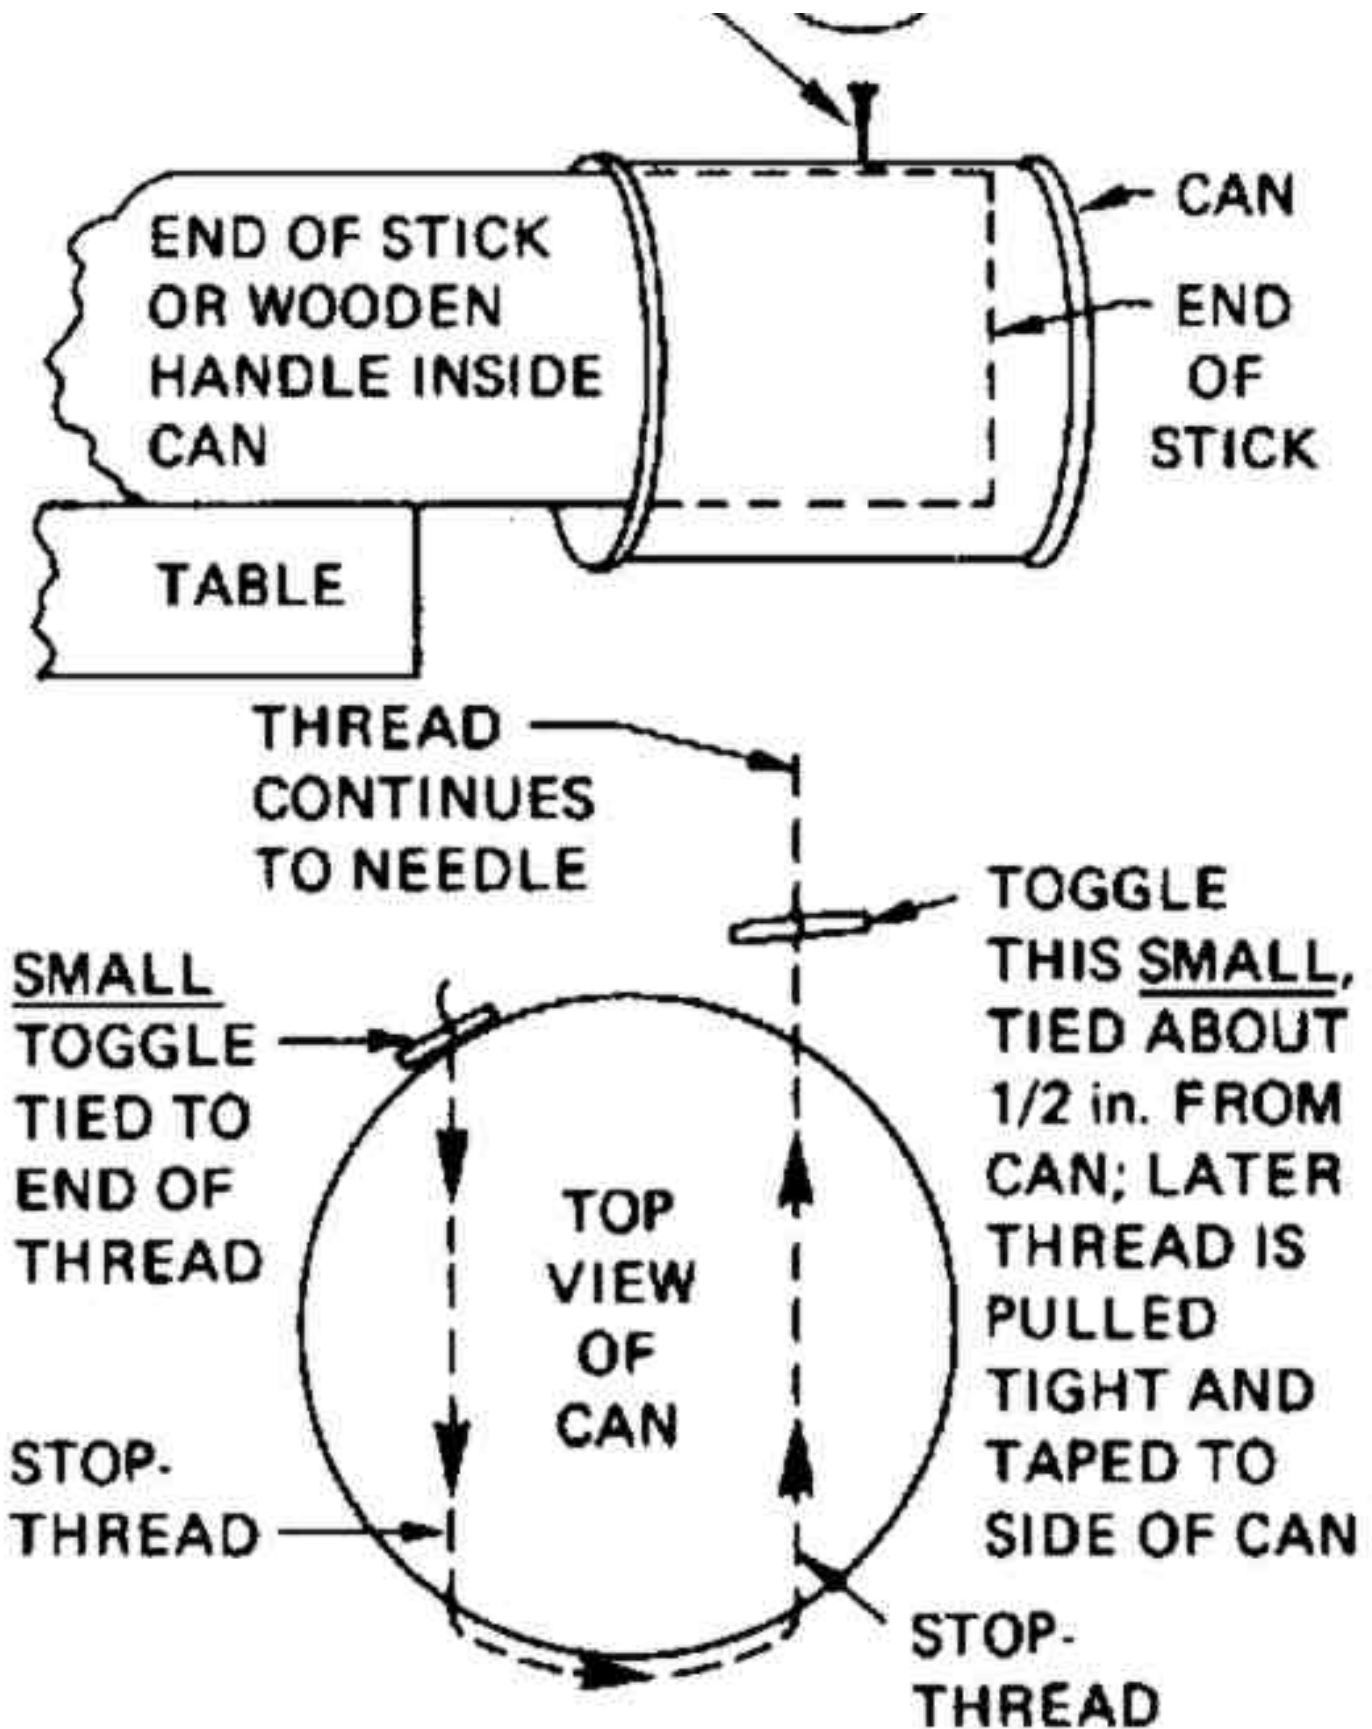 END OF STICK
OR WOODEN
HANDLE INSIDE
CAN
CAN
END
OF
STICK
TABLE
THREAD
CONTINUES
TO NEEDLE
SMALL
TOGGLE
TIED TO
END OF
THREAD
TOGGLE
THIS SMALL,
TIED ABOUT
1/2 in. FROM
CAN; LATER
THREAD IS
PULLED
TIGHT AND
TAPED TO
SIDE OF CAN
TOP
VIEW
OF
CAN
STOP-
THREAD
STOP-
THREAD